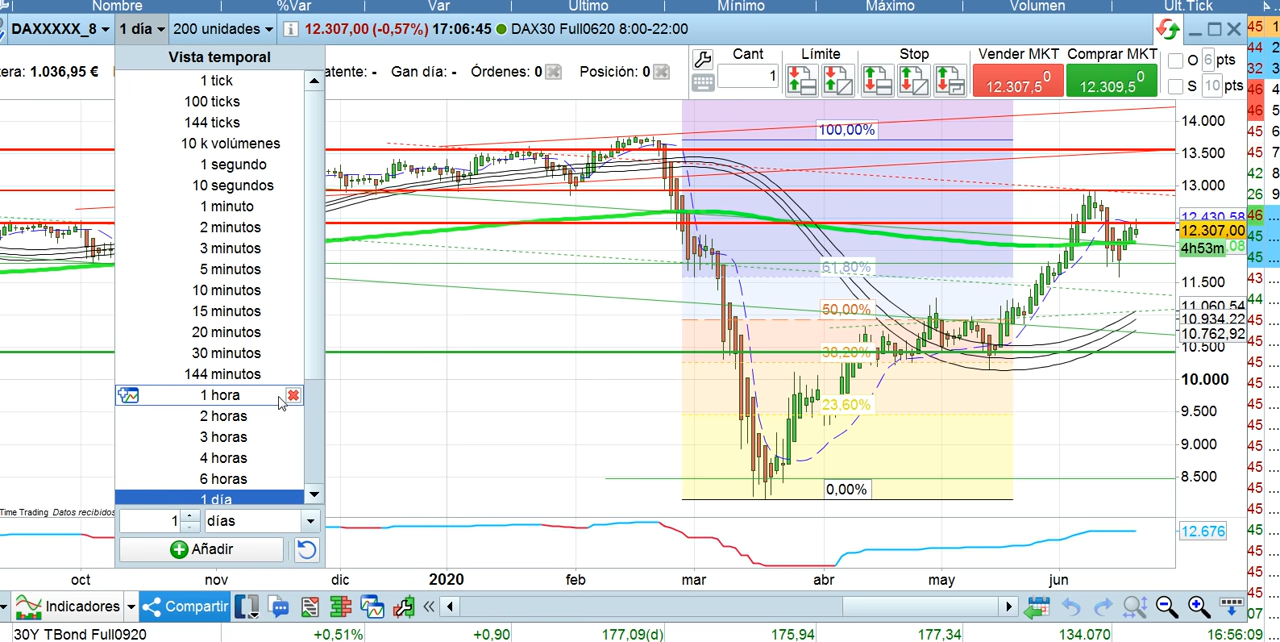 Nombre %Var Var Último Mínimo Máximo Volumen Últ.Tick
DAXXXXX_8 1 día 200 unidades 12.307,00 (-0,57%) 17:06:45 DAX30 Full0620 8:00-22:00
Vista temporal
tera: 1.036,95 € atente: - Gan día: - Órdenes: 0 Posición: 0
Cant Límite Stop Vender MKT Comprar MKT
1
12.307,5 0 12.309,5 0
O 6 pts
S 10 pts
1 tick
100 ticks
144 ticks
10 k volúmenes
1 segundo
10 segundos
1 minuto
2 minutos
3 minutos
5 minutos
10 minutos
15 minutos
20 minutos
30 minutos
144 minutos
1 hora
2 horas
3 horas
4 horas
6 horas
1 día
1 días
Añadir
Time Trading Datos recibidos
100,00%
61,80%
50,00%
38,20%
23,60%
0,00%
14.000
13.500
13.000
12.430,58
12.307,00
4h53m
11.500
11.060,54
10.934,22
10.762,92
10.500
10.000
9.500
9.000
8.500
12.676
oct nov dic 2020 feb mar abr may jun
Indicadores Compartir
30Y TBond Full0920 +0,51% +0,90 177,09(d) 175,94 177,34 134.070 16:56:09